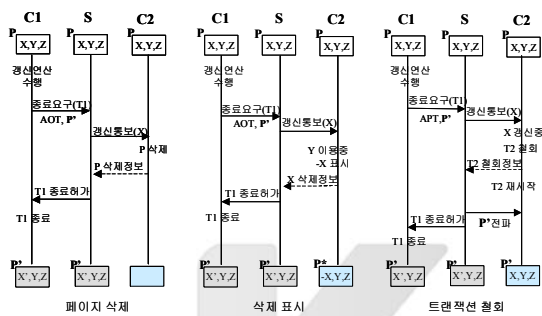 C1 S C2
P X,Y,Z P X,Y,Z P X,Y,Z
갱신연산
수행
종료요구(T1)
AOT, P'
갱신통보(X)
P 삭제
P 삭제정보
T1 종료허가
T1 종료
P' X',Y,Z P' X',Y,Z
페이지 삭제
C1 S C2
P X,Y,Z P X,Y,Z P X,Y,Z
갱신연산
수행
종료요구(T1)
AOT, P'
갱신통보(X)
Y 이용중
-X 표시
X 삭제정보
T1 종료허가
T1 종료
P' X',Y,Z P' X',Y,Z P* -X,Y,Z
삭제 표시
C1 S C2
P X,Y,Z P X,Y,Z P X,Y,Z
갱신연산
수행
종료요구(T1)
APT,P'
갱신통보(X)
X 갱신중
T2 철회
T2 철회정보
T2 재시작
T1 종료허가
P'전파
T1 종료
P' X',Y,Z P' X',Y,Z P' X,Y,Z
트랜잭션 철회